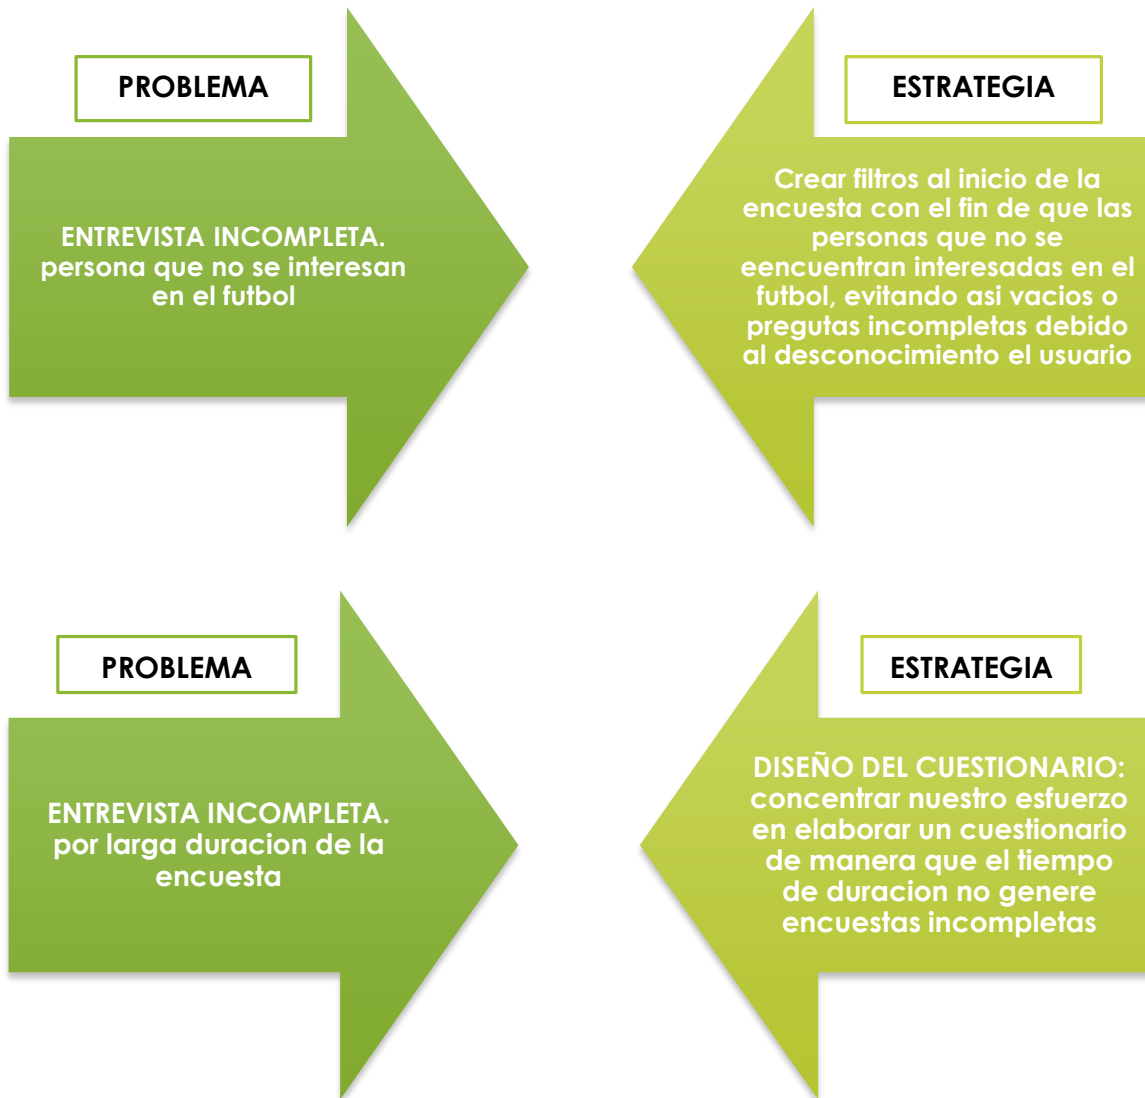 PROBLEMA
ENTREVISTA INCOMPLETA.
persona que no se interesan
en el futbol
ESTRATEGIA
Crear filtros al inicio de la
encuesta con el fin de que las
personas que no se
eencuentran interesadas en el
futbol, evitando asi vacios o
pregutas incompletas debido
al desconocimiento el usuario
PROBLEMA
ENTREVISTA INCOMPLETA.
por larga duracion de la
encuesta
ESTRATEGIA
DISEÑO DEL CUESTIONARIO:
concentrar nuestro esfuerzo
en elaborar un cuestionario
de manera que el tiempo
de duracion no genere
encuestas incompletas